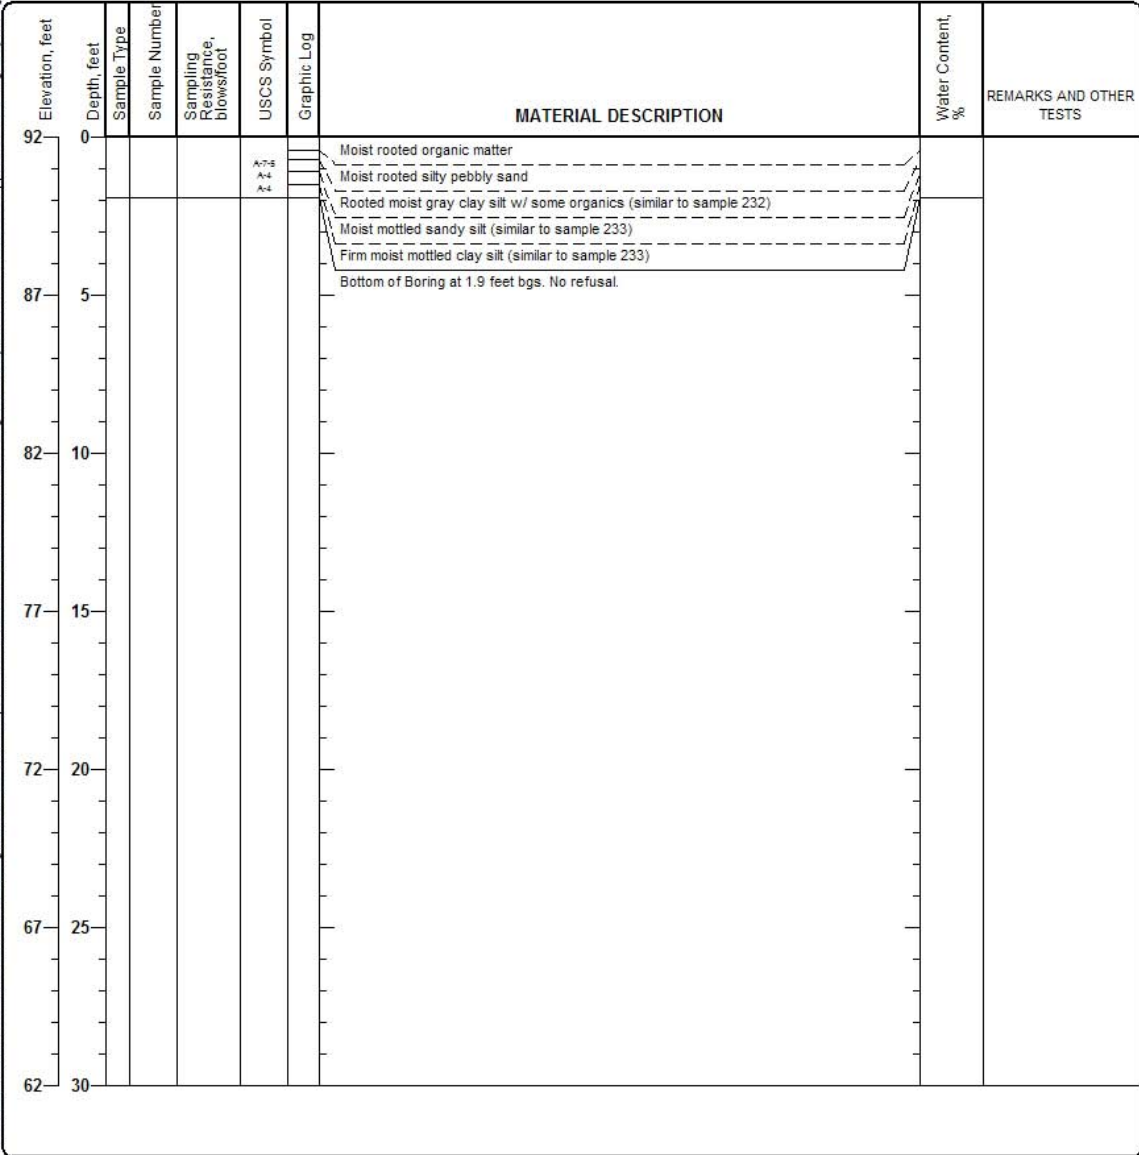 Elevation, feet
Depth, feet
Sample Type
Sample Number
Sampling
Resistance,
blows/foot
USCS Symbol
Graphic Log
MATERIAL DESCRIPTION
Water Content,
%
REMARKS AND OTHER
TESTS
92 0
Moist rooted organic matter
A-7-5
A-4 Moist rooted silty pebbly sand
A-4
Rooted moist gray clay silt w/ some organics (similar to sample 232)
Moist mottled sandy silt (similar to sample 233)
Firm moist mottled clay silt (similar to sample 233)
Bottom of Boring at 1.9 feet bgs. No refusal.
87 5
82 10
77 15
72 20
67 25
62 30